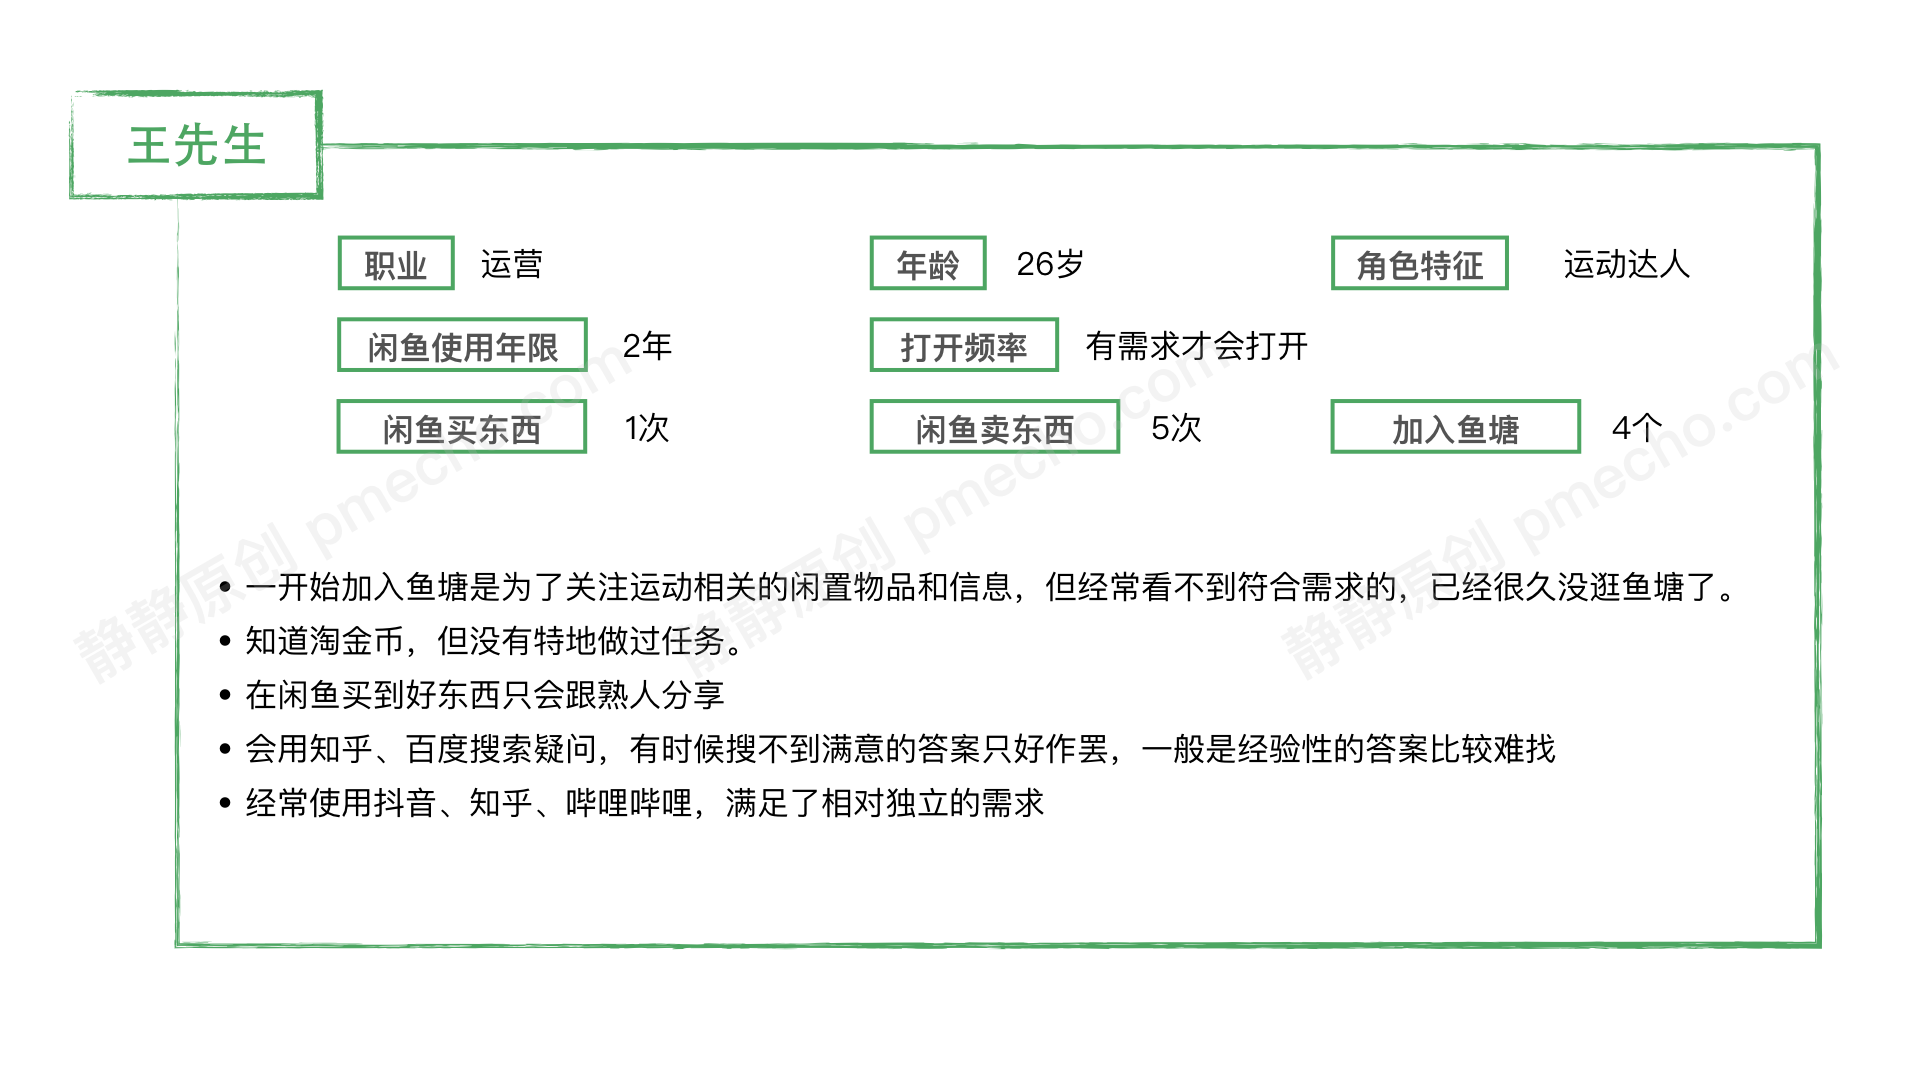 王先生
职业 运营 年龄 26岁 角色特征 运动达人
闲鱼使用年限 2年 打开频率 有需求才会打开
闲鱼买东西 1次 闲鱼卖东西 5次 加入鱼塘 4个
• 一开始加入鱼塘是为了关注运动相关的闲置物品和信息，但经常看不到符合需求的，已经很久没逛鱼塘了。
• 知道淘金币，但没有特地做过任务。
• 在闲鱼买到好东西只会跟熟人分享
• 会用知乎、百度搜索疑问，有时候搜不到满意的答案只好作罢，一般是经验性的答案比较难找
• 经常使用抖音、知乎、哔哩哔哩，满足了相对独立的需求
静静原创 pmecho.com
静静原创 pmecho.com
静静原创 pmecho.com